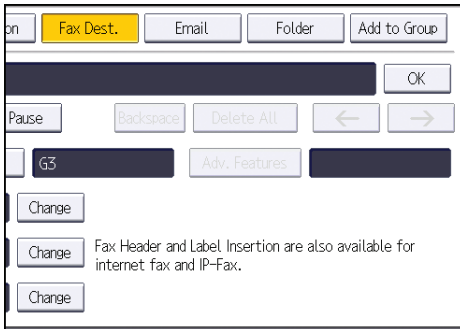 on Fax Dest. Email Folder Add to Group
OK
Pause Backspace Delete All ← →
G3 Adv. Features
Change
Change Fax Header and Label Insertion are also available for
internet fax and IP-Fax.
Change